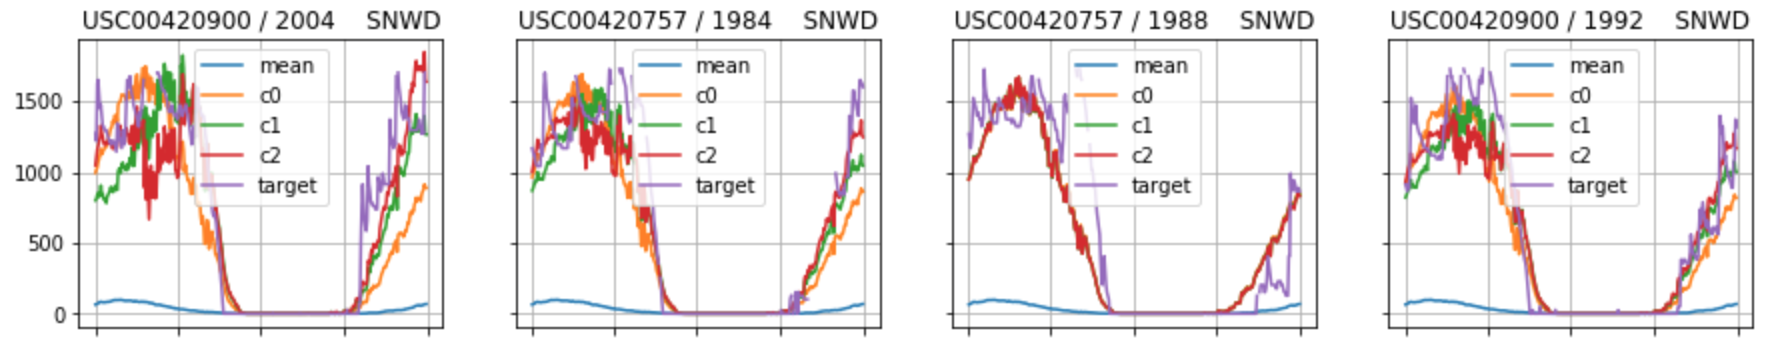 USC00420900 / 2004 SNWD
mean
c0
c1
c2
target
1500
1000
500
0
USC00420757 / 1984 SNWD
mean
c0
c1
c2
target
USC00420757 / 1988 SNWD
mean
c0
c1
c2
target
USC00420900 / 1992 SNWD
mean
c0
c1
c2
target